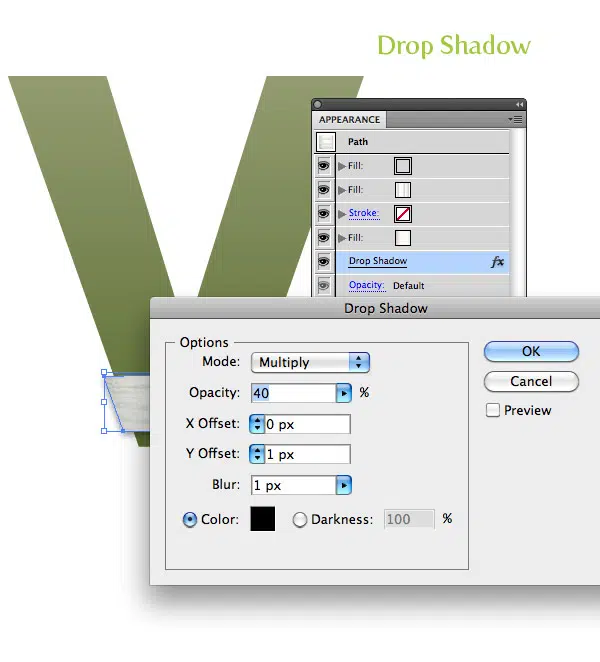 Drop Shadow
APPEARANCE
Path
Fill:
Fill:
Stroke:
Fill:
Drop Shadow fx
Opacity: Default
Drop Shadow
Options
Mode: Multiply
Opacity: 40 %
X Offset: 0 px
Y Offset: 1 px
Blur: 1 px
Color: Darkness: 100 %
OK
Cancel
Preview